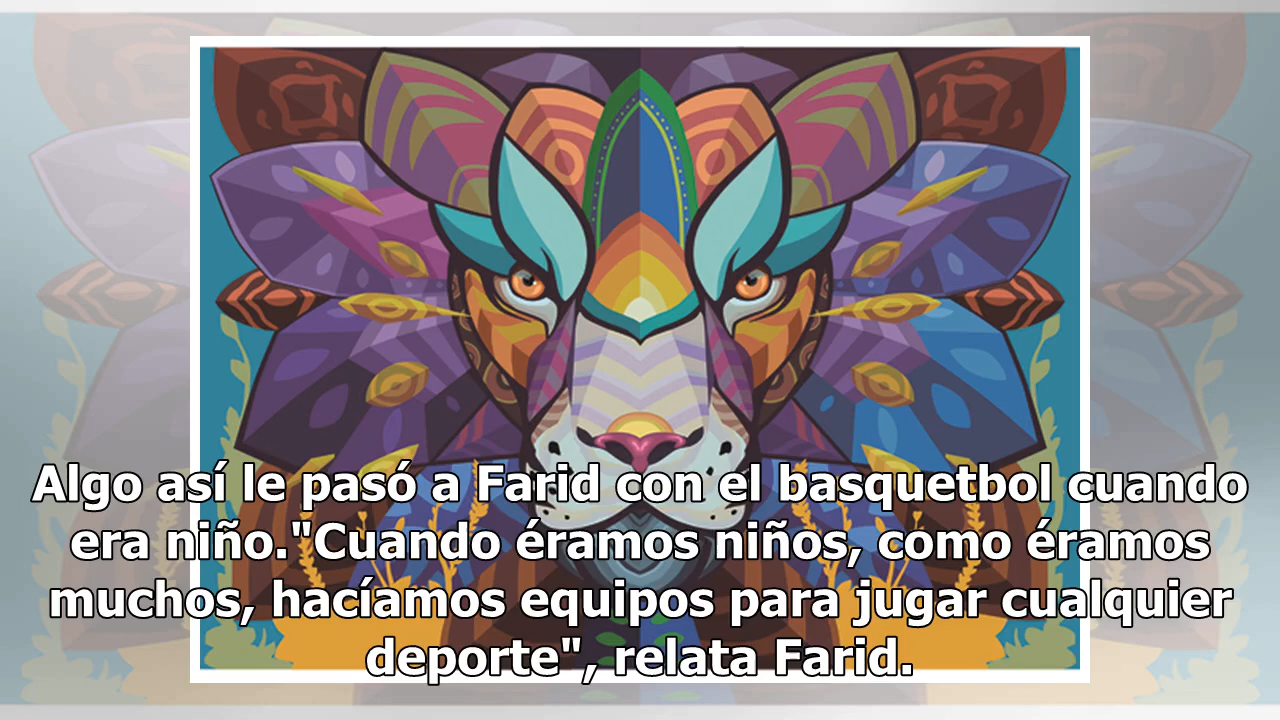 Algo así le pasó a Farid con el basquetbol cuando
era niño."Cuando éramos niños, como éramos
muchos, hacíamos equipos para jugar cualquier
deporte", relata Farid.